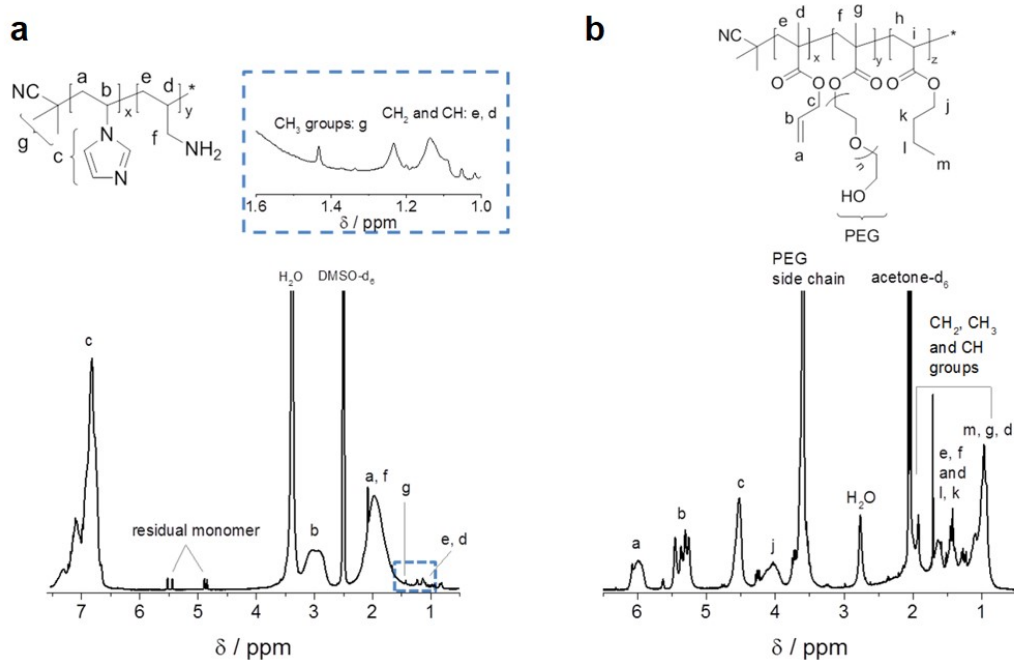 a
NC
a
b
e
d
*
x
y
g
c
f
NH2
N
N
CH3 groups: g
CH2 and CH: e, d
1.6 1.4 1.2 1.0
δ / ppm
H2O
DMSO-d6
c
residual monomer
b
a, f
g
e, d
7 6 5 4 3 2 1
δ / ppm
b
e d f g h i
NC
*
x y z
O O O O O O
c
b
a
k
j
l
m
O
n
HO
PEG
PEG
side chain
acetone-d6
CH2, CH3
and CH
groups
m, g, d
e, f
and
l, k
H2O
c
b
a
j
6 5 4 3 2 1
δ / ppm